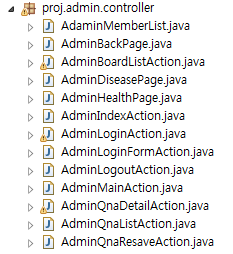 proj.admin.controller
AdaminMemberList.java
AdminBackPage.java
AdminBoardListAction.java
AdminDiseasePage.java
AdminHealthPage.java
AdminIndexAction.java
AdminLoginAction.java
AdminLoginFormAction.java
AdminLogoutAction.java
AdminMainAction.java
AdminQnaDetailAction.java
AdminQnaListAction.java
AdminQnaResaveAction.java